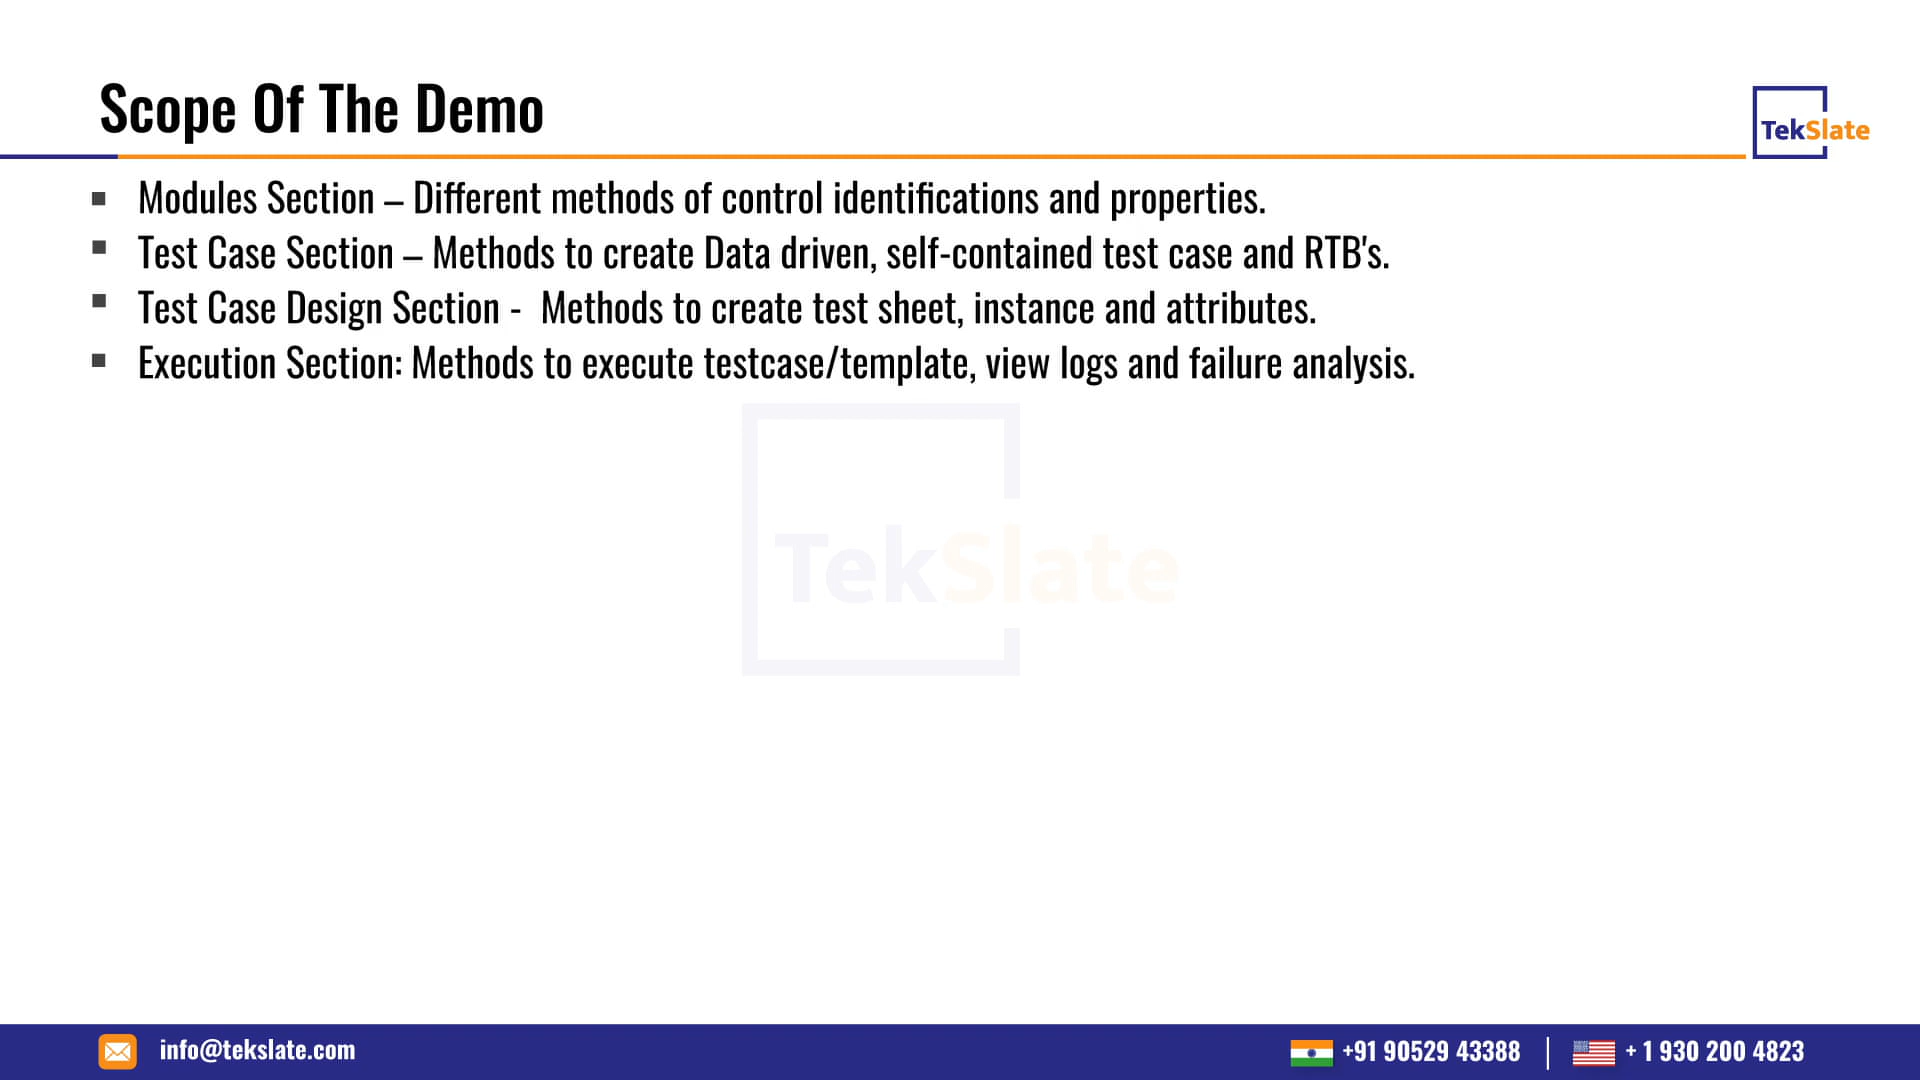 Scope Of The Demo
TekSlate
▪ Modules Section – Different methods of control identifications and properties.
▪ Test Case Section – Methods to create Data driven, self-contained test case and RTB's.
▪ Test Case Design Section -  Methods to create test sheet, instance and attributes.
▪ Execution Section: Methods to execute testcase/template, view logs and failure analysis.
TekSlate
info@tekslate.com
+91 90529 43388
+ 1 930 200 4823